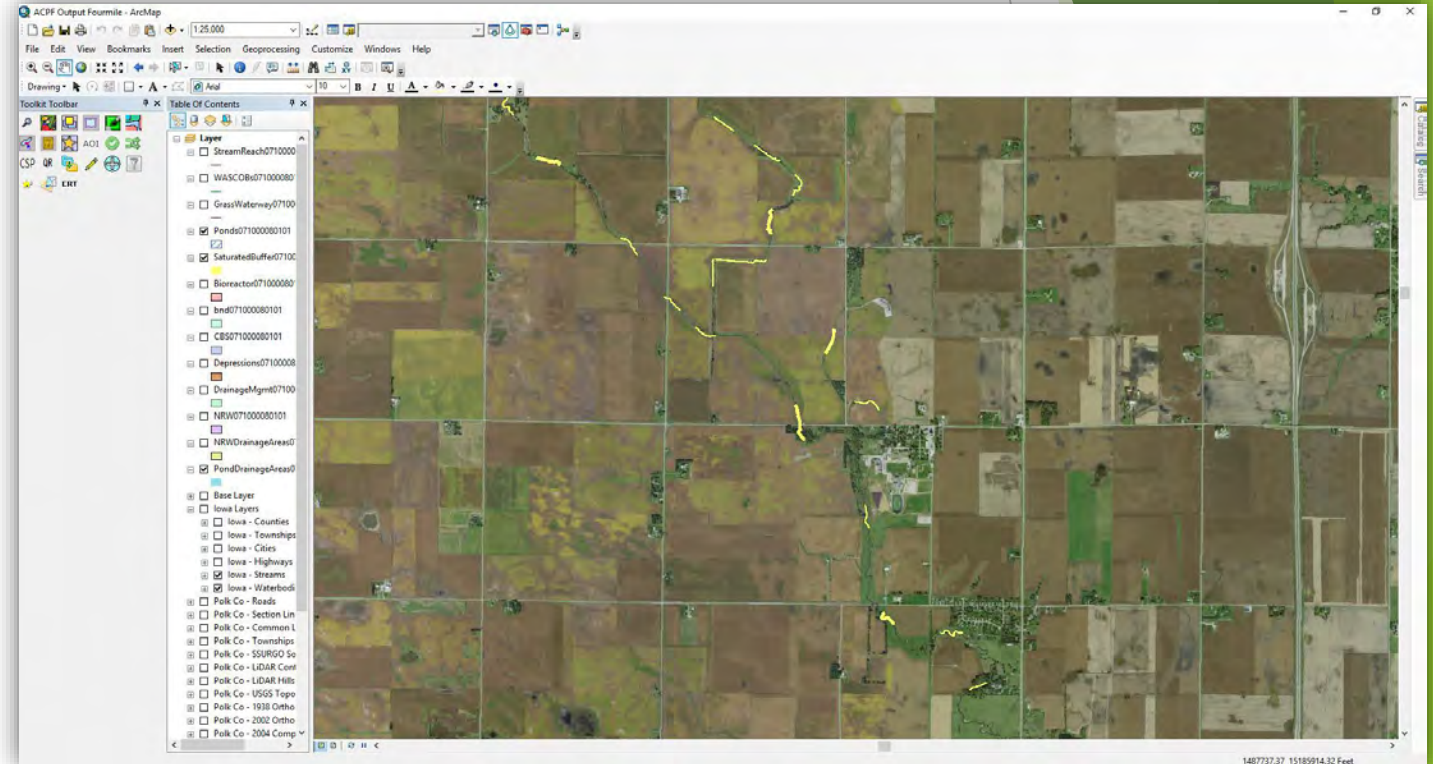 ACPF Output Fourmile - ArcMap
1:25,000
File Edit View Bookmarks Insert Selection Geoprocessing Customize Windows Help
Drawing A Arial 10 B I U A
Toolkit Toolbar
AOI
CSP QR
CRT
Table Of Contents
Layer
StreamReach0710000
WASCOBs071000080
GrassWaterway07100
Ponds071000080101
SaturatedBuffer0710
Bioreactor071000080
bnd071000080101
CBS071000080101
Depressions07100008
DrainageMgmt07100
NRW071000080101
NRWDrainageAreas0
PondDrainageAreas0
Base Layer
Iowa Layers
Iowa - Counties
Iowa - Townships
Iowa - Cities
Iowa - Highways
Iowa - Streams
Iowa - Waterbodi
Polk Co - Roads
Polk Co - Section Lin
Polk Co - Common L
Polk Co - Townships
Polk Co - SSURGO So
Polk Co - LiDAR Cont
Polk Co - LiDAR Hills
Polk Co - USGS Topo
Polk Co - 1938 Ortho
Polk Co - 2002 Ortho
Polk Co - 2004 Comp
Catalog
Search
1487737.37 15185914.32 Feet